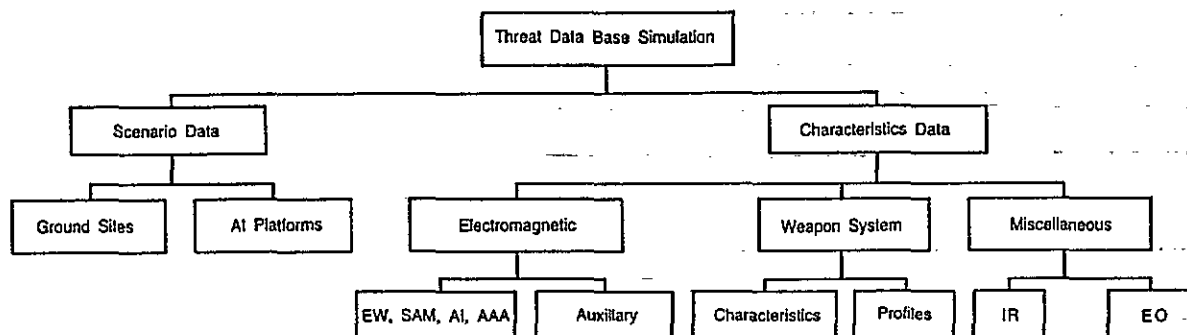 Threat Data Base Simulation
Scenario Data
Characteristics Data
Ground Sites
AI Platforms
Electromagnetic
Weapon System
Miscellaneous
EW, SAM, AI, AAA
Auxiliary
Characteristics
Profiles
IR
EO